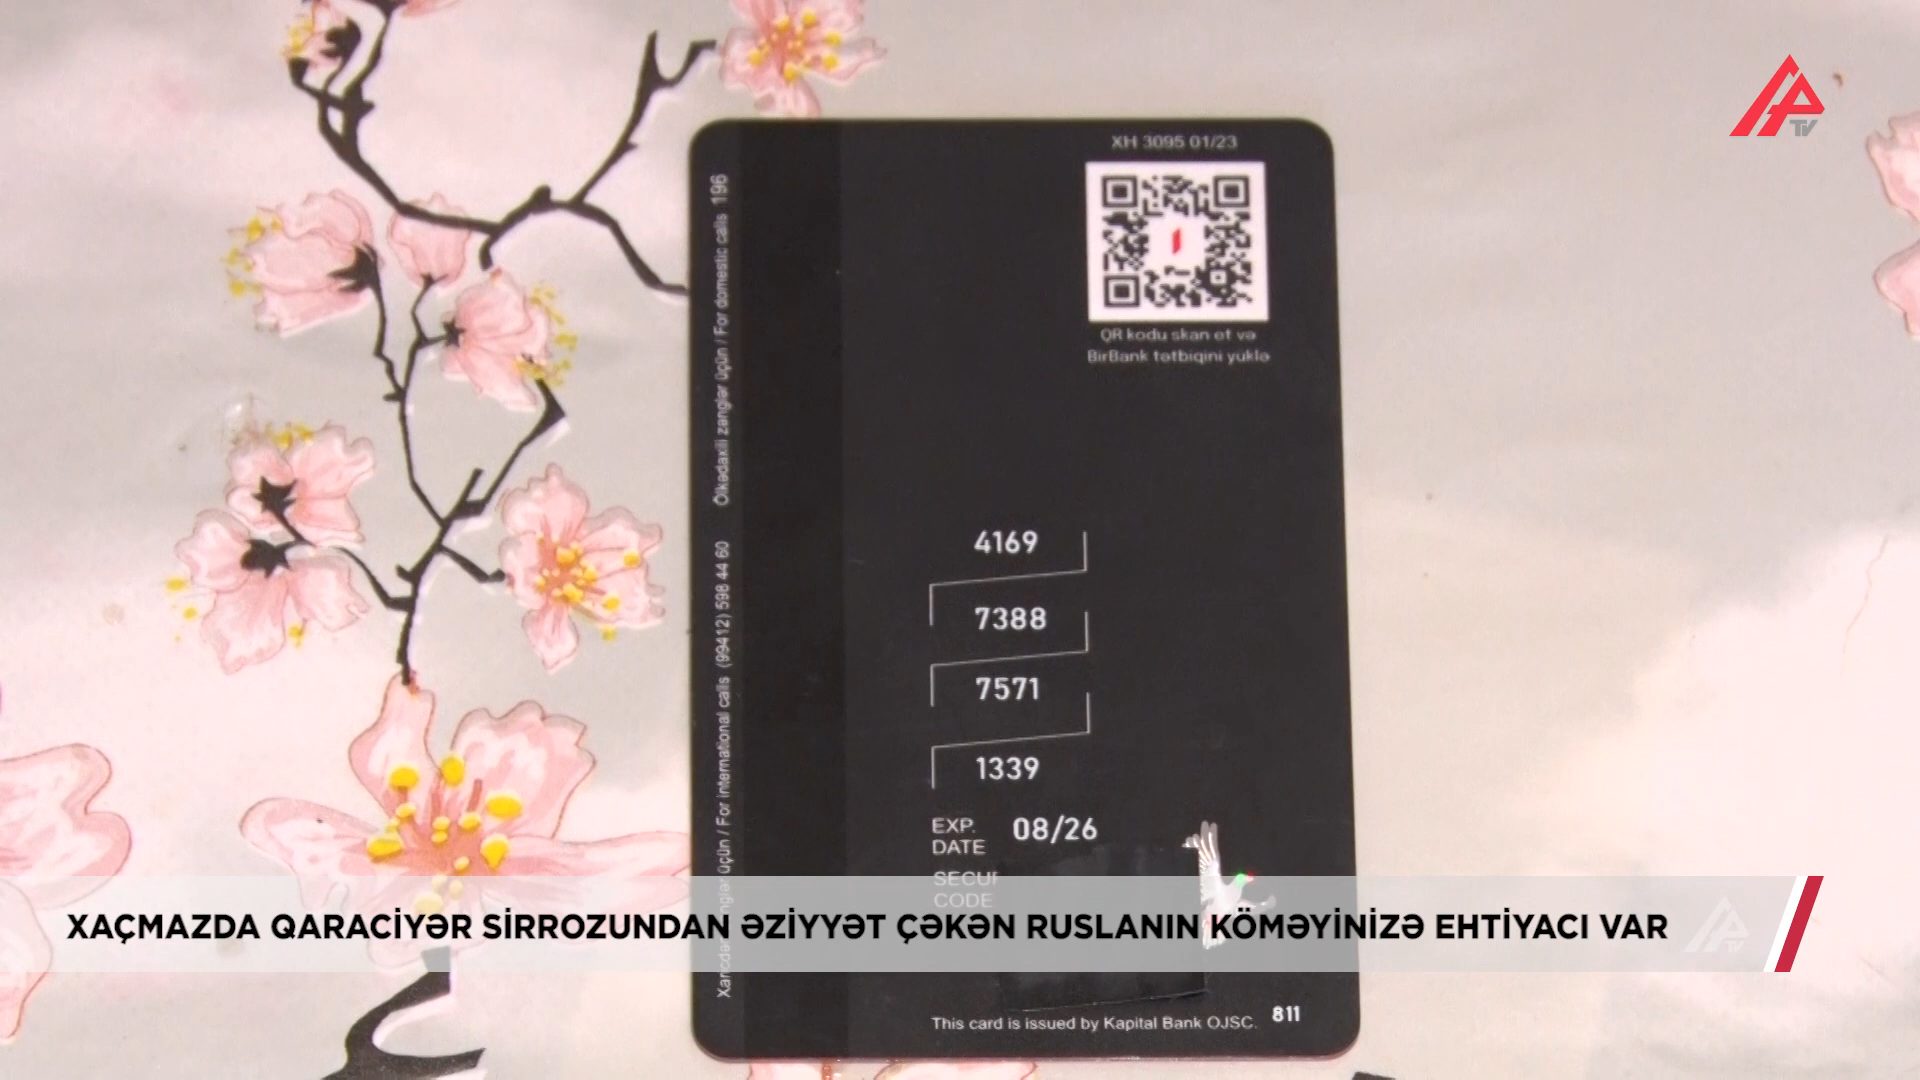 TV
XH 3095 01/23
QR kodu skan et və
BirBank tətbiqini yüklə
Ölkədaxili zənglər üçün / For domestic calls 196
Xaricdən zənglər üçün / For international calls (99412) 598 44 60
4169
7388
7571
1339
EXP. DATE 08/26
SECUR
CODE
XAÇMAZDA QARACİYƏR SİRROZUNDAN ƏZİYYƏT ÇƏKƏN RUSLANIN KÖMƏYİNİZƏ EHTİYACI VAR
This card is issued by Kapital Bank OJSC. 811